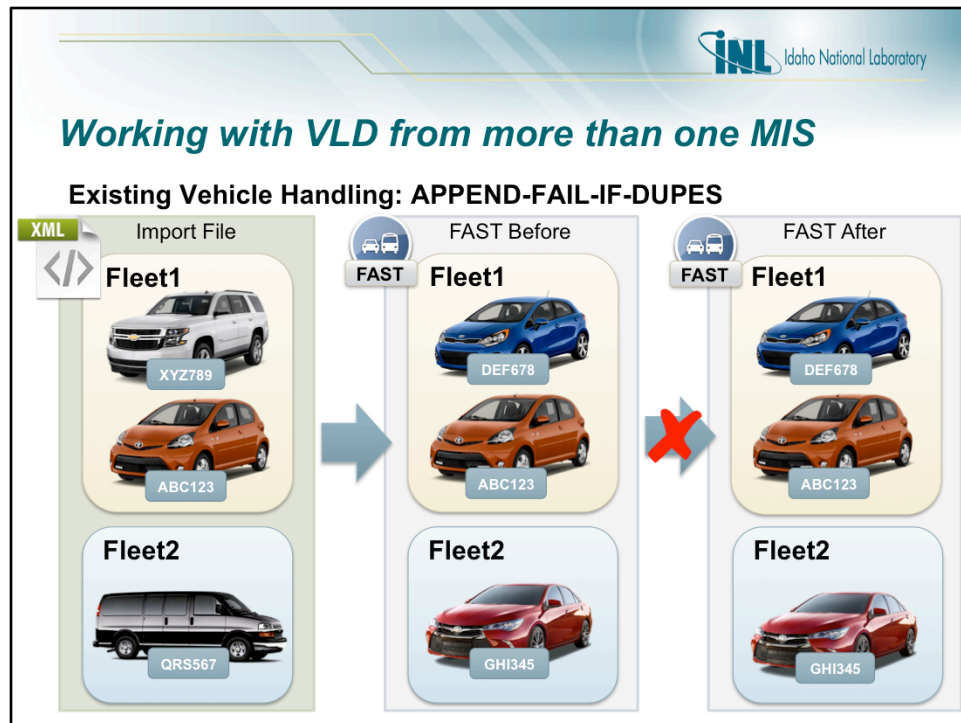 INL Idaho National Laboratory
Working with VLD from more than one MIS
Existing Vehicle Handling: APPEND-FAIL-IF-DUPES
XML
</>
Import File
Fleet1
XYZ789
ABC123
Fleet2
QRS567
FAST
FAST Before
Fleet1
DEF678
ABC123
Fleet2
GHI345
FAST
FAST After
Fleet1
DEF678
ABC123
Fleet2
GHI345